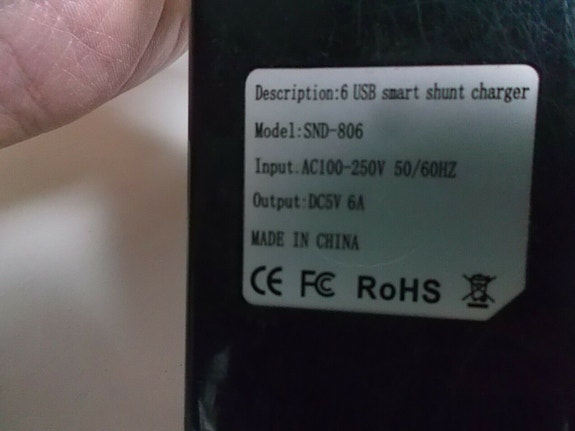 Description:6 USB smart shunt charger
Model:SND-806
Input:AC100-250V 50/60HZ
Output:DC5V 6A
MADE IN CHINA
CE FC RoHS